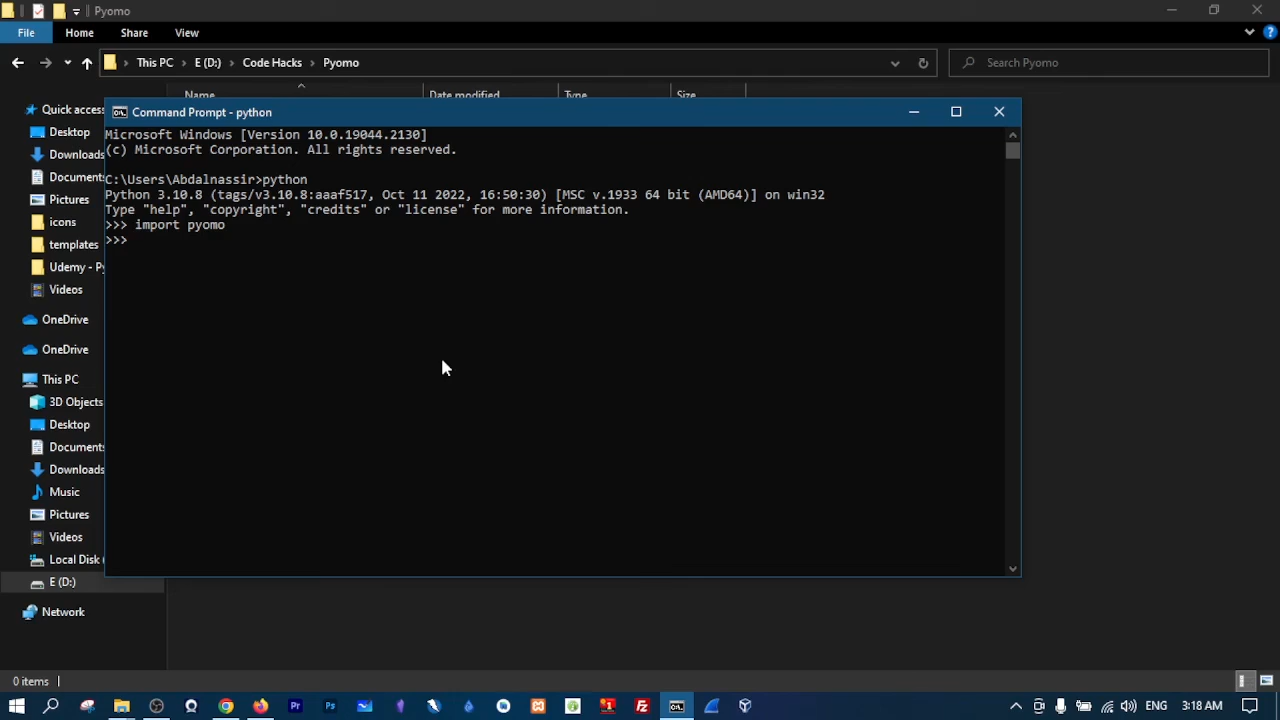 Pyomo
File
Home
Share
View
This PC
E (D:)
Code Hacks
Pyomo
Search Pyomo
Name
Date modified
Type
Size
Quick access
Desktop
Downloads
Documents
Pictures
icons
templates
Udemy - Py
Videos
OneDrive
OneDrive
This PC
3D Objects
Desktop
Documents
Downloads
Music
Pictures
Videos
Local Disk
E (D:)
Network
Command Prompt - python
Microsoft Windows [Version 10.0.19044.2130]
(c) Microsoft Corporation. All rights reserved.
C:\Users\Abdalnassir>python
Python 3.10.8 (tags/v3.10.8:aaaf517, Oct 11 2022, 16:50:30) [MSC v.1933 64 bit (AMD64)] on win32
Type "help", "copyright", "credits" or "license" for more information.
>>> import pyomo
>>>
0 items
Pr
Ps
Fz
ENG
3:18 AM